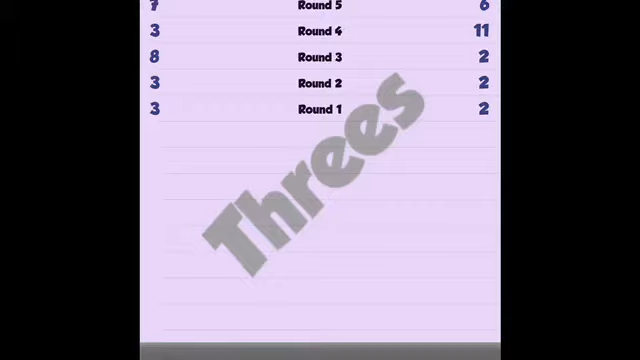 7 Round 5 6
3 Round 4 11
8 Round 3 2
3 Round 2 2
3 Round 1 2
Threes